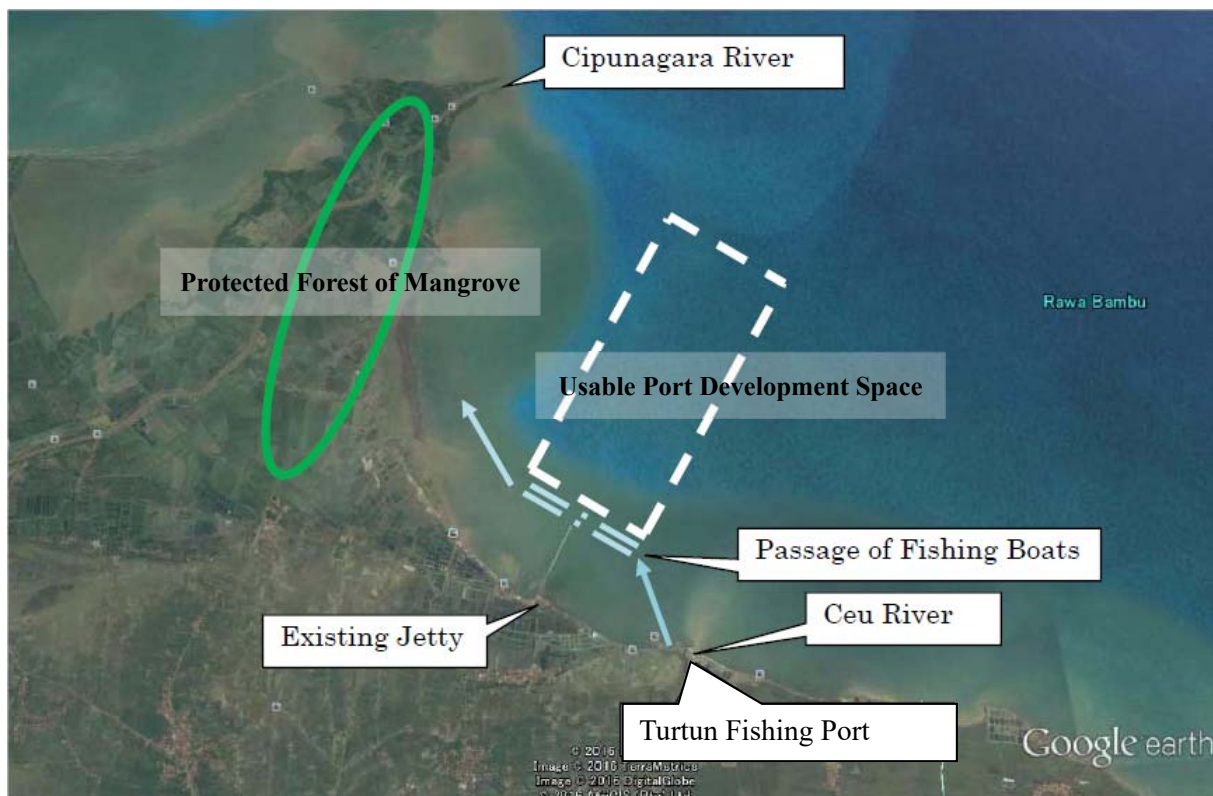 Cipunagara River
Protected Forest of Mangrove
Rawa Bambu
Usable Port Development Space
Passage of Fishing Boats
Ceu River
Existing Jetty
Turtun Fishing Port
© 2016
Image © 2016 TerraMetrics
Image © 2016 DigitalGlobe
Google earth